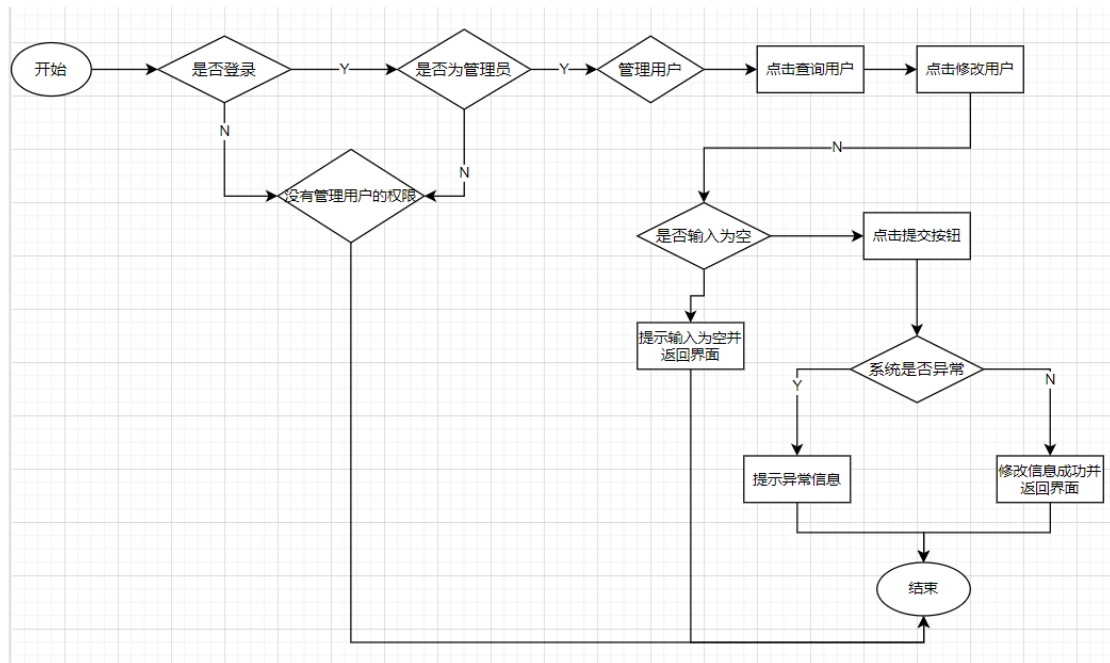 开始
是否登录
Y
是否为管理员
Y
管理用户
点击查询用户
点击修改用户
N
N
N
没有管理用户的权限
是否输入为空
点击提交按钮
提示输入为空并
返回界面
系统是否异常
Y
N
提示异常信息
修改信息成功并
返回界面
结束